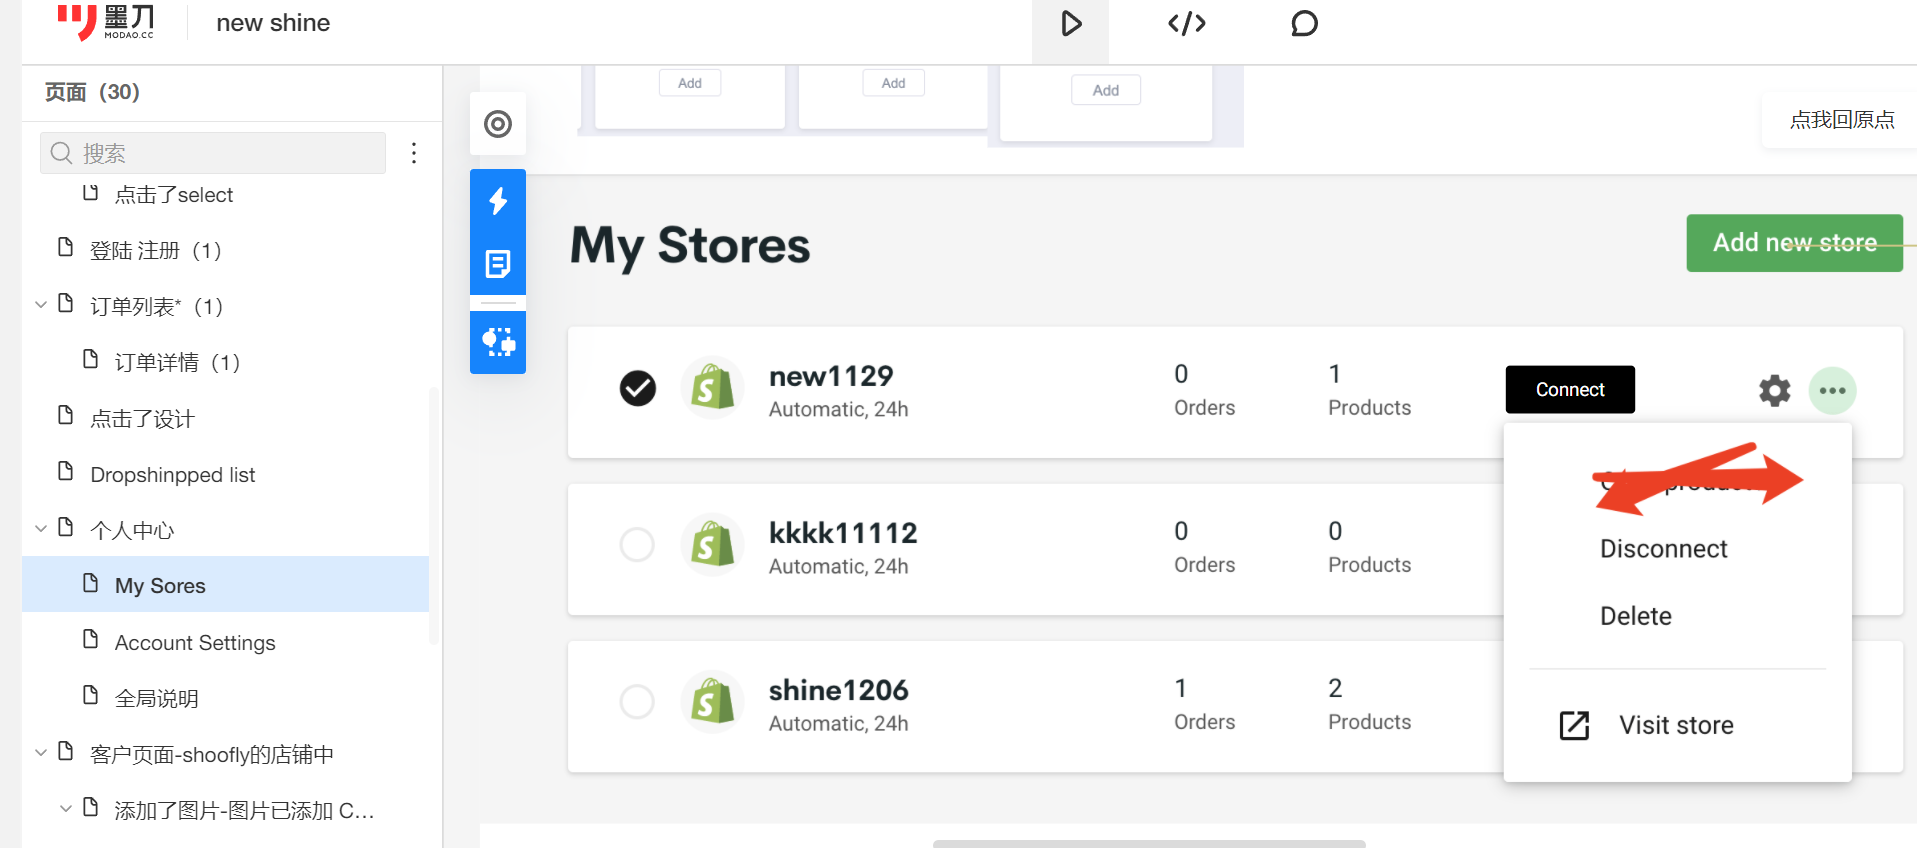 墨刀
MODAO.CC
new shine
页面（30）
搜索
点击了select
登陆 注册（1）
订单列表*（1）
订单详情（1）
点击了设计
Dropshinpped list
个人中心
My Sores
Account Settings
全局说明
客户页面-shoofly的店铺中
添加了图片-图片已添加 C...
Add
Add
Add
点我回原点
My Stores
Add new store
new1129
Automatic, 24h
0
Orders
1
Products
Connect
kkkk11112
Automatic, 24h
0
Orders
0
Products
shine1206
Automatic, 24h
1
Orders
2
Products
Disconnect
Delete
Visit store